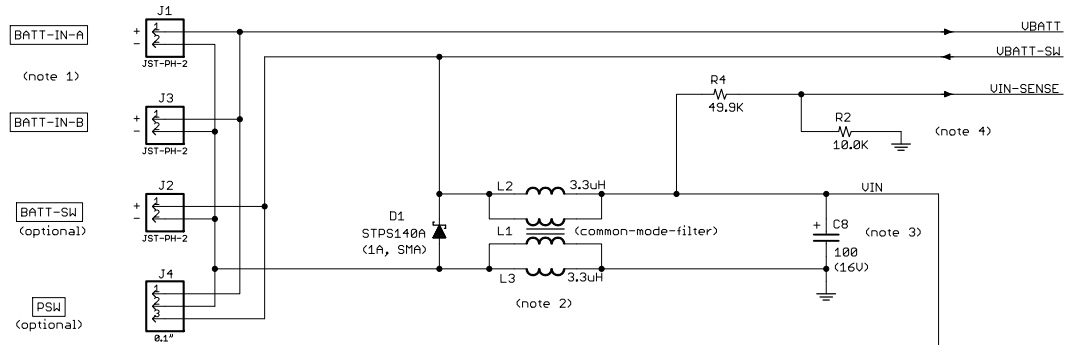 J1
BATT-IN-A
+ 1
- 2
JST-PH-2
VBATT
VBATT-SW
(note 1)
R4
49.9K
VIN-SENSE
J3
BATT-IN-B
+ 1
- 2
JST-PH-2
R2
10.0K
(note 4)
J2
BATT-SW
(optional)
+ 1
- 2
JST-PH-2
L2 3.3uH
VIN
D1
STPS140A
(1A, SMA)
L1 (common-mode-filter)
+ C8
100
(16V)
(note 3)
L3 3.3uH
(note 2)
J4
PSW
(optional)
1
2
3
0.1"